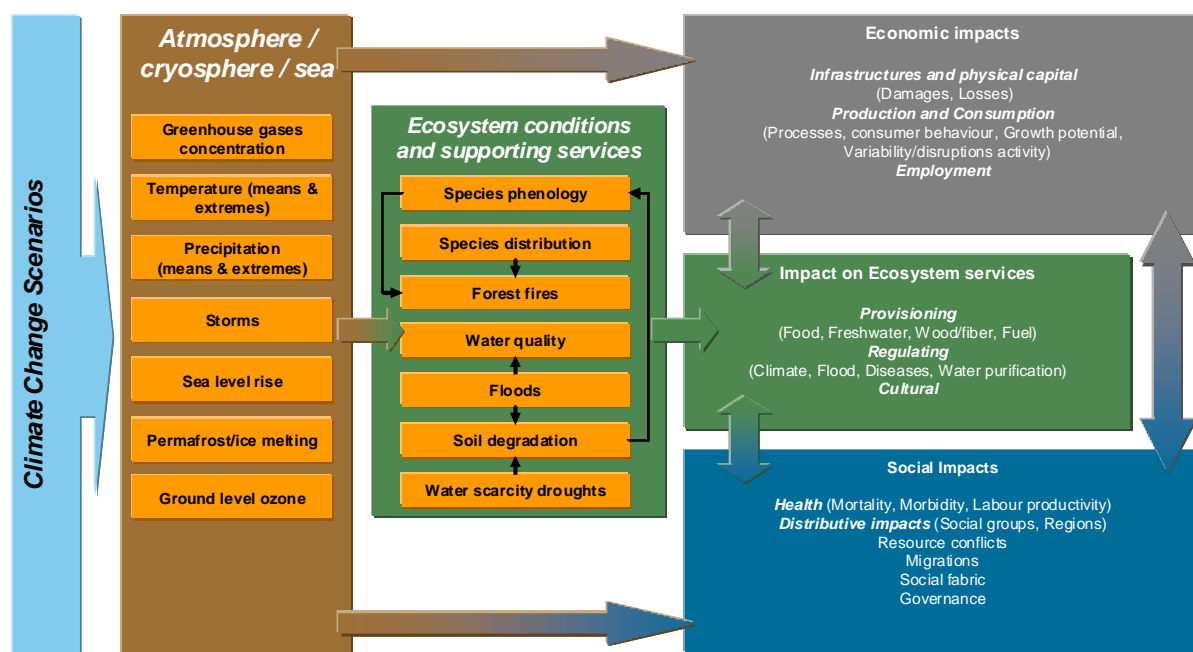 Climate Change Scenarios
Atmosphere /
cryosphere / sea
Greenhouse gases
concentration
Temperature (means &
extremes)
Precipitation
(means & extremes)
Storms
Sea level rise
Permafrost/ice melting
Ground level ozone
Ecosystem conditions
and supporting services
Species phenology
Species distribution
Forest fires
Water quality
Floods
Soil degradation
Water scarcity droughts
Economic impacts
Infrastructures and physical capital
(Damages, Losses)
Production and Consumption
(Processes, consumer behaviour, Growth potential,
Variability/disruptions activity)
Employment
Impact on Ecosystem services
Provisioning
(Food, Freshwater, Wood/fiber, Fuel)
Regulating
(Climate, Flood, Diseases, Water purification)
Cultural
Social Impacts
Health (Mortality, Morbidity, Labour productivity)
Distributive impacts (Social groups, Regions)
Resource conflicts
Migrations
Social fabric
Governance